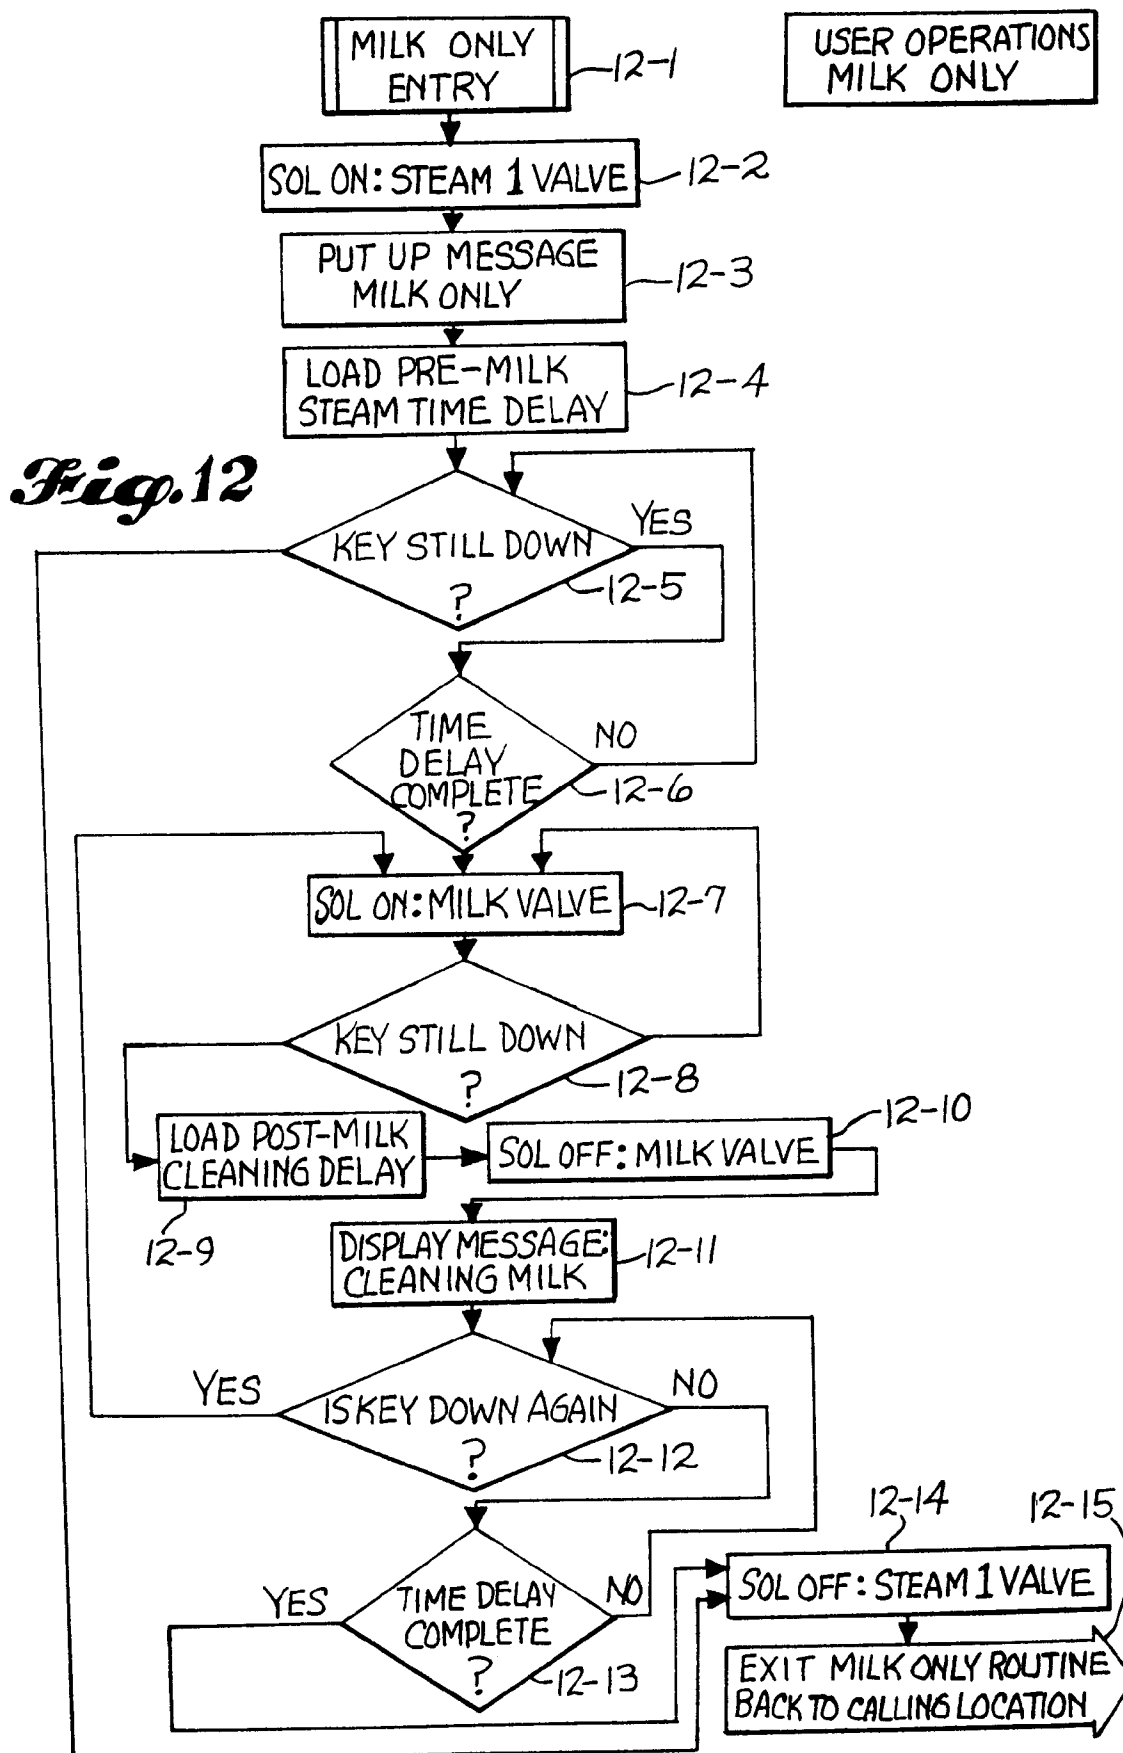 MILK ONLY
ENTRY
12-1
USER OPERATIONS
MILK ONLY
SOL ON: STEAM 1 VALVE
12-2
PUT UP MESSAGE
MILK ONLY
12-3
LOAD PRE-MILK
STEAM TIME DELAY
12-4
Fig. 12
KEY STILL DOWN
?
YES
12-5
TIME
DELAY
COMPLETE
?
NO
12-6
SOL ON: MILK VALVE
12-7
KEY STILL DOWN
?
12-8
LOAD POST-MILK
CLEANING DELAY
12-9
SOL OFF: MILK VALVE
12-10
DISPLAY MESSAGE:
CLEANING MILK
12-11
YES
IS KEY DOWN AGAIN
?
NO
12-12
YES
TIME DELAY
COMPLETE
?
NO
12-13
12-14
SOL OFF: STEAM 1 VALVE
12-15
EXIT MILK ONLY ROUTINE
BACK TO CALLING LOCATION